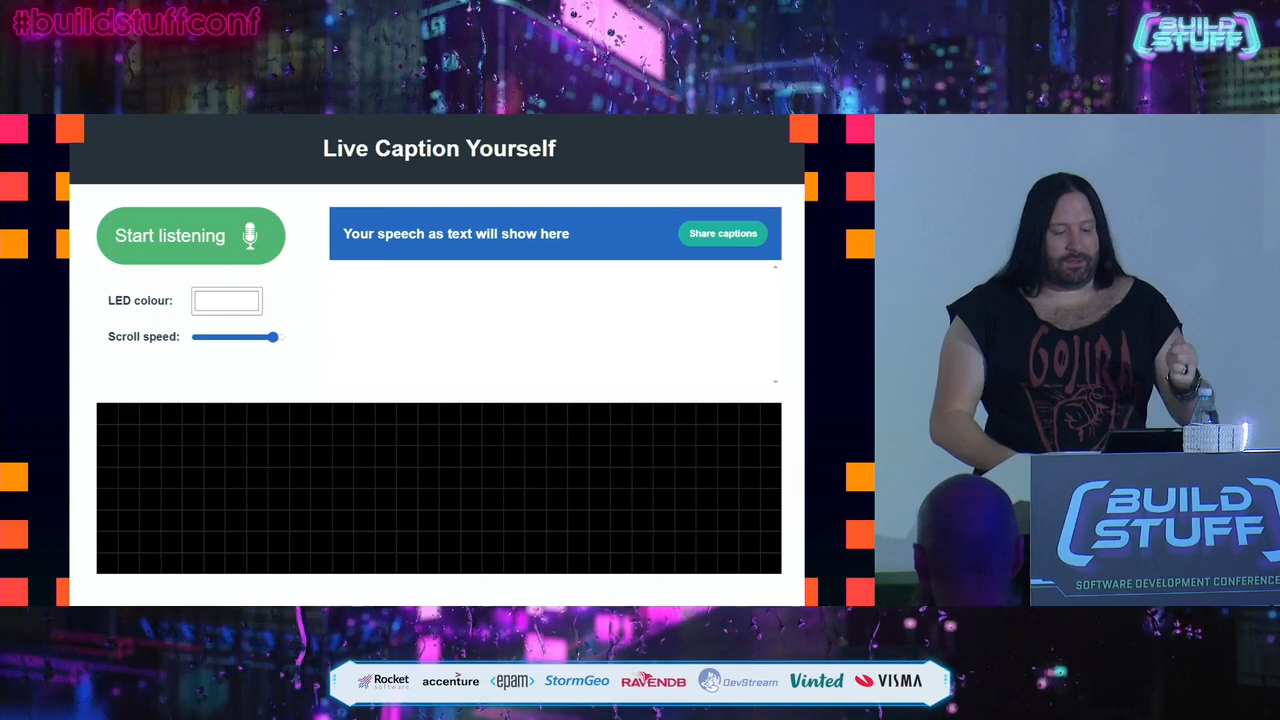 #buildstuffconf
BUILD
STUFF
Live Caption Yourself
Start listening
Your speech as text will show here
Share captions
LED colour:
Scroll speed:
GOJIRA
BUILD
STUFF
SOFTWARE DEVELOPMENT CONFERENCE
Rocket
software
accenture
<epam>
StormGeo
RAVENDB
DevStream
Vinted
VISMA